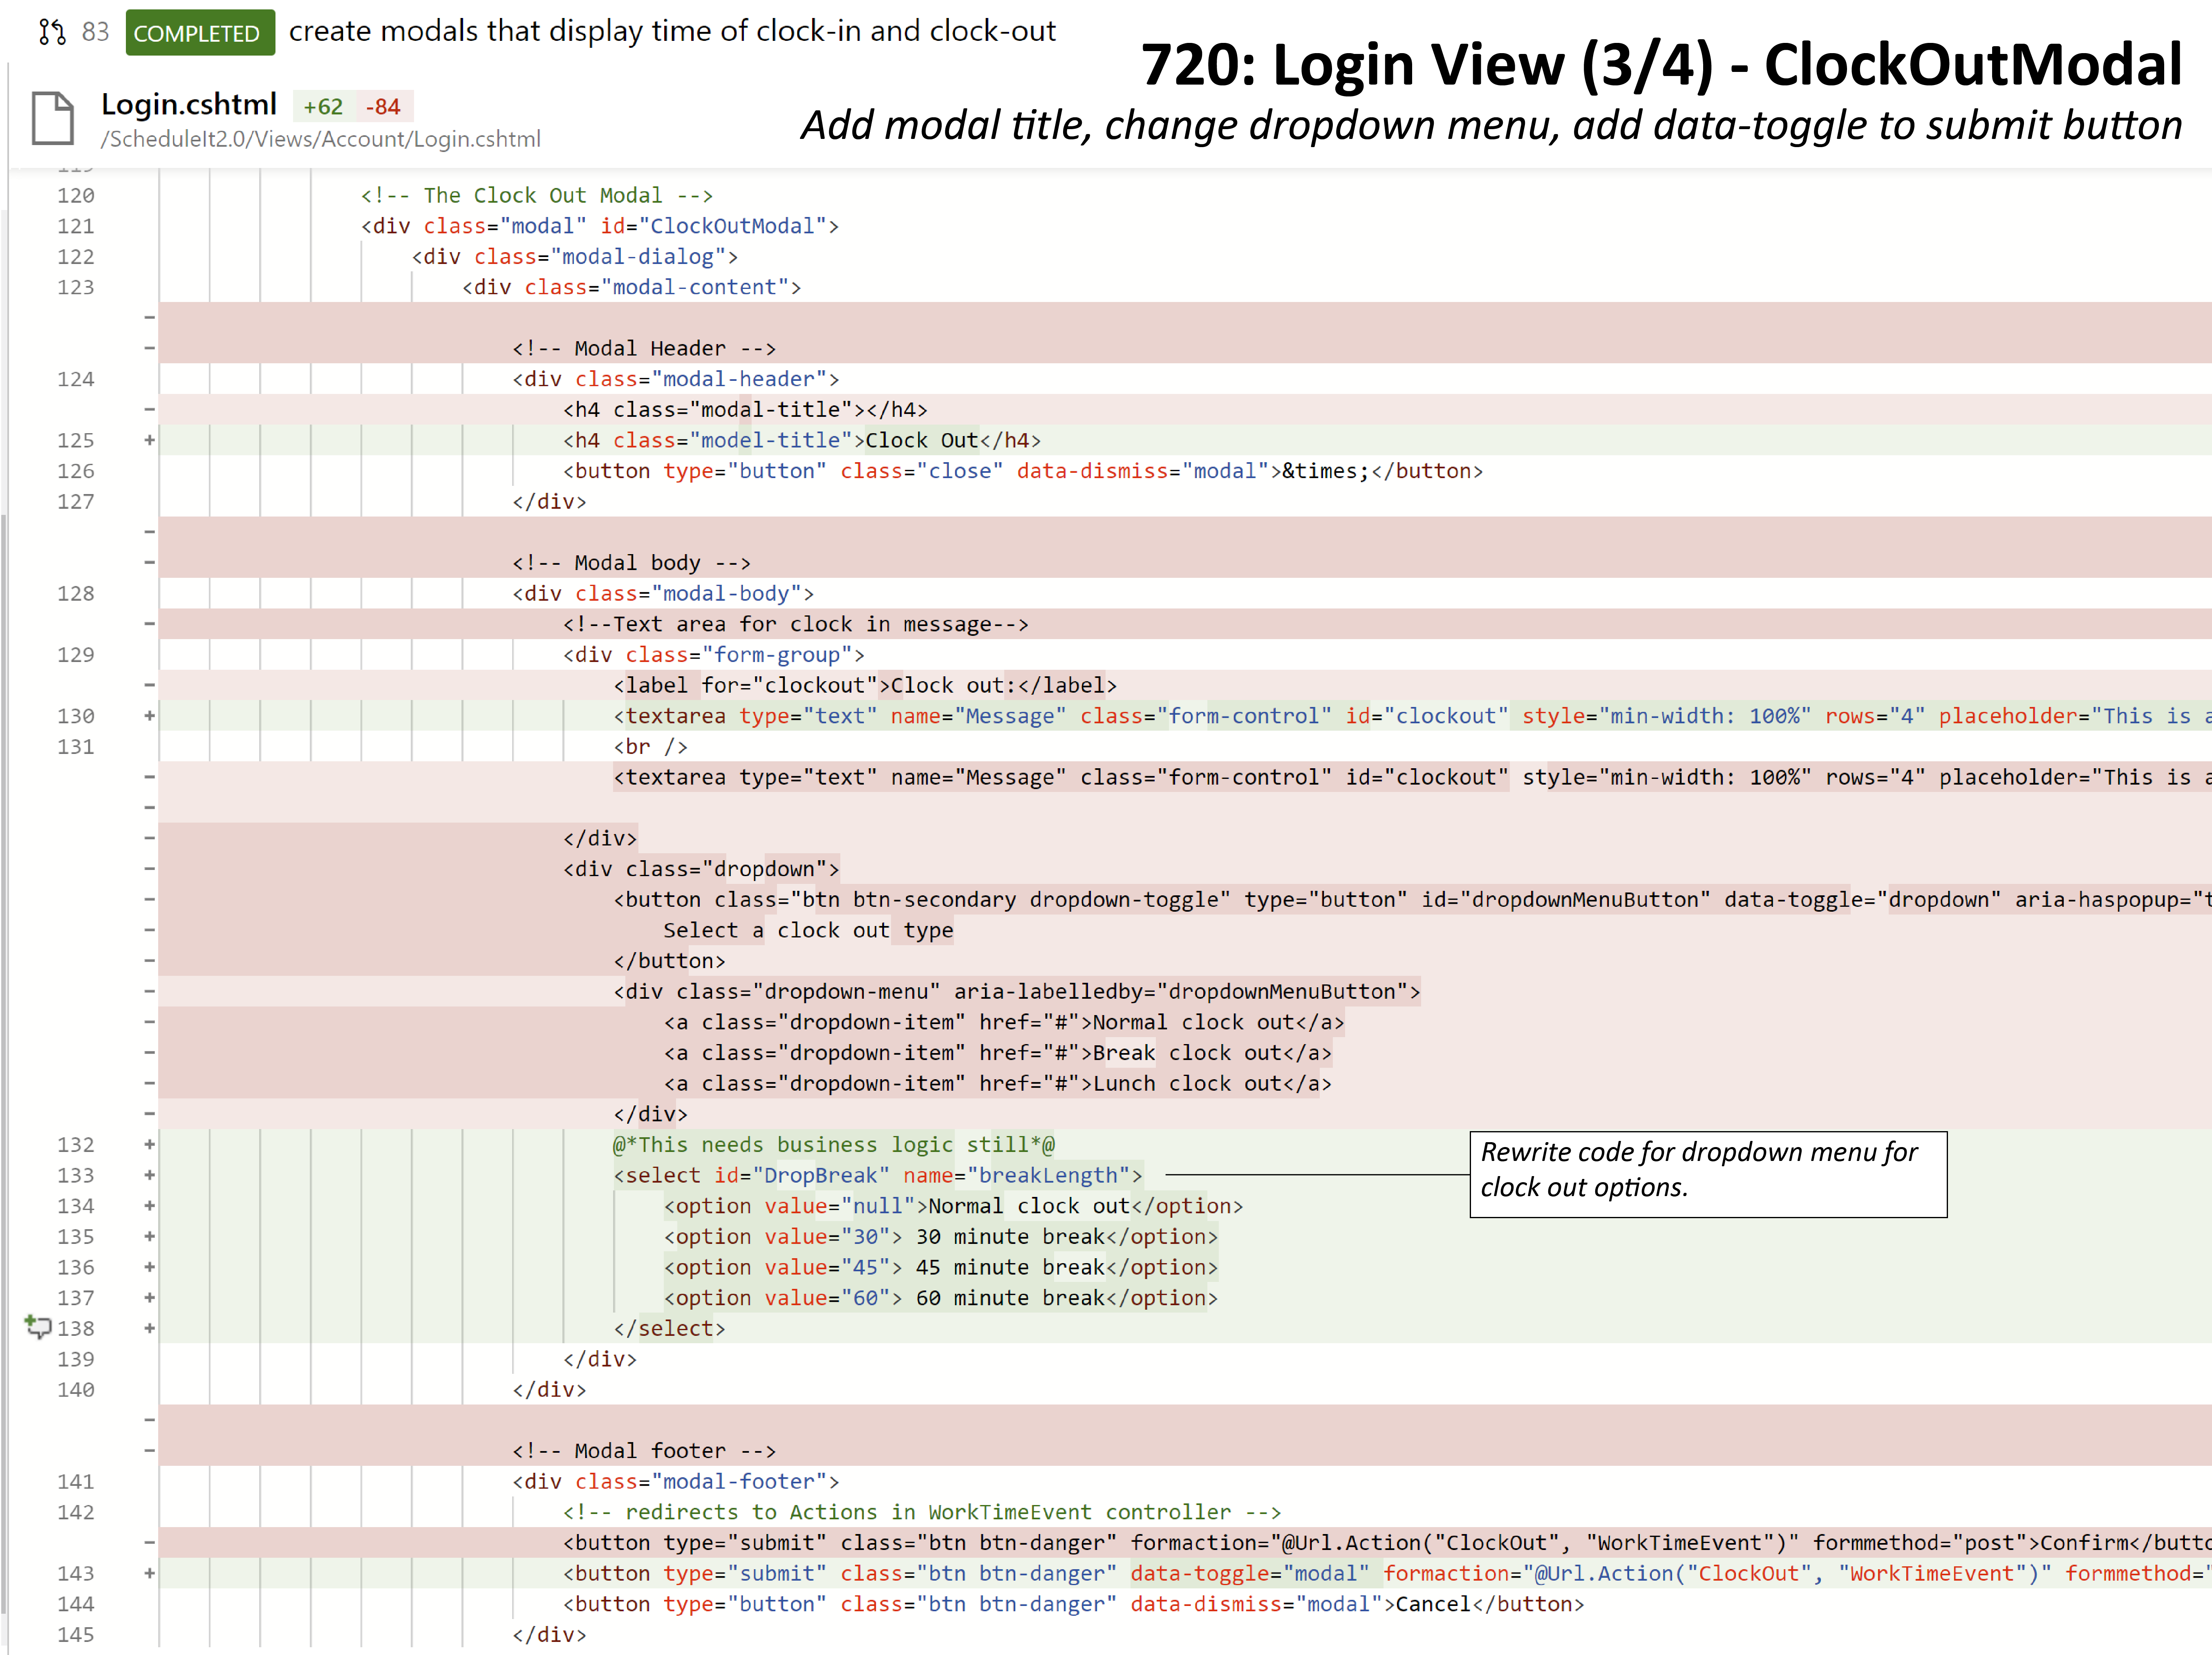 83 COMPLETED create modals that display time of clock-in and clock-out
720: Login View (3/4) - ClockOutModal
Login.cshtml +62 -84
Add modal title, change dropdown menu, add data-toggle to submit button
/ScheduleIt2.0/Views/Account/Login.cshtml
119
120 <!-- The Clock Out Modal -->
121 <div class="modal" id="ClockOutModal">
122 <div class="modal-dialog">
123 <div class="modal-content">
-
- <!-- Modal Header -->
124 <div class="modal-header">
- <h4 class="modal-title"></h4>
125 + <h4 class="model-title">Clock Out</h4>
126 <button type="button" class="close" data-dismiss="modal">&times;</button>
127 </div>
-
- <!-- Modal body -->
128 <div class="modal-body">
- <!--Text area for clock in message-->
129 <div class="form-group">
- <label for="clockout">Clock out:</label>
130 + <textarea type="text" name="Message" class="form-control" id="clockout" style="min-width: 100%" rows="4" placeholder="This is a
131 <br />
- <textarea type="text" name="Message" class="form-control" id="clockout" style="min-width: 100%" rows="4" placeholder="This is a
-
- </div>
- <div class="dropdown">
- <button class="btn btn-secondary dropdown-toggle" type="button" id="dropdownMenuButton" data-toggle="dropdown" aria-haspopup="t
- Select a clock out type
- </button>
- <div class="dropdown-menu" aria-labelledby="dropdownMenuButton">
- <a class="dropdown-item" href="#">Normal clock out</a>
- <a class="dropdown-item" href="#">Break clock out</a>
- <a class="dropdown-item" href="#">Lunch clock out</a>
- </div>
132 + @*This needs business logic still*@
133 + <select id="DropBreak" name="breakLength">
134 + <option value="null">Normal clock out</option>
135 + <option value="30"> 30 minute break</option>
136 + <option value="45"> 45 minute break</option>
137 + <option value="60"> 60 minute break</option>
138 + </select>
Rewrite code for dropdown menu for
clock out options.
139 </div>
140 </div>
-
- <!-- Modal footer -->
141 <div class="modal-footer">
142 <!-- redirects to Actions in WorkTimeEvent controller -->
- <button type="submit" class="btn btn-danger" formaction="@Url.Action("ClockOut", "WorkTimeEvent")" formmethod="post">Confirm</butto
143 + <button type="submit" class="btn btn-danger" data-toggle="modal" formaction="@Url.Action("ClockOut", "WorkTimeEvent")" formmethod="
144 <button type="button" class="btn btn-danger" data-dismiss="modal">Cancel</button>
145 </div>